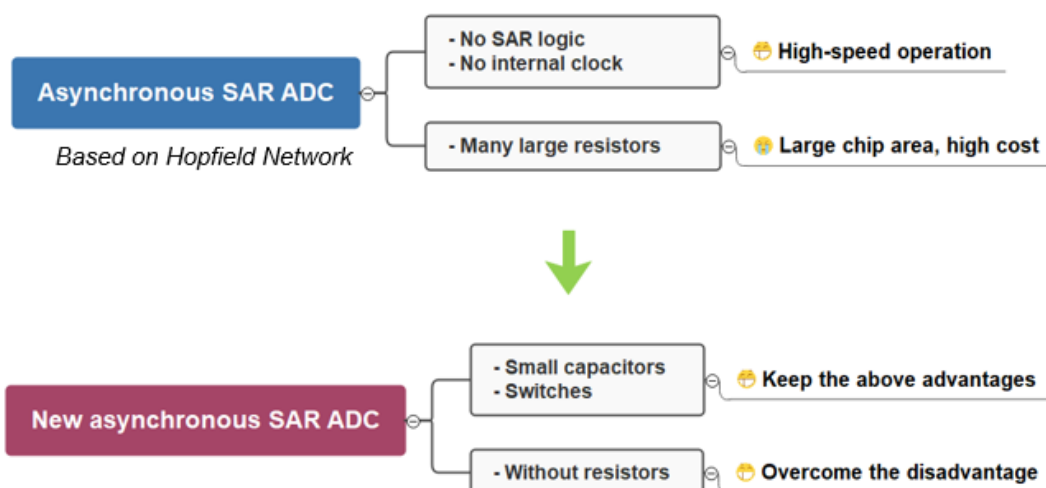 Asynchronous SAR ADC
Based on Hopfield Network
- No SAR logic
- No internal clock
High-speed operation
- Many large resistors
Large chip area, high cost
New asynchronous SAR ADC
- Small capacitors
- Switches
Keep the above advantages
- Without resistors
Overcome the disadvantage